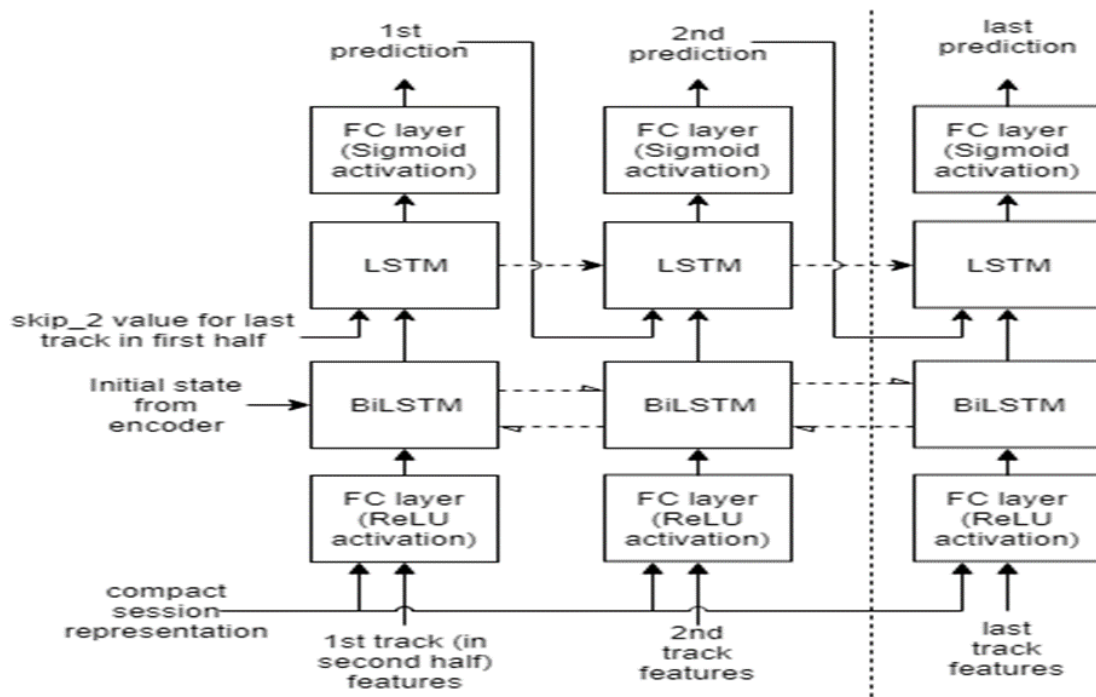 1st
prediction
2nd
prediction
last
prediction
FC layer
(Sigmoid
activation)
FC layer
(Sigmoid
activation)
FC layer
(Sigmoid
activation)
LSTM
LSTM
LSTM
skip_2 value for last
track in first half
Initial state
from
encoder
BiLSTM
BiLSTM
BiLSTM
FC layer
(ReLU
activation)
FC layer
(ReLU
activation)
FC layer
(ReLU
activation)
compact
session
representation
1st track (in
second half)
features
2nd
track
features
last
track
features